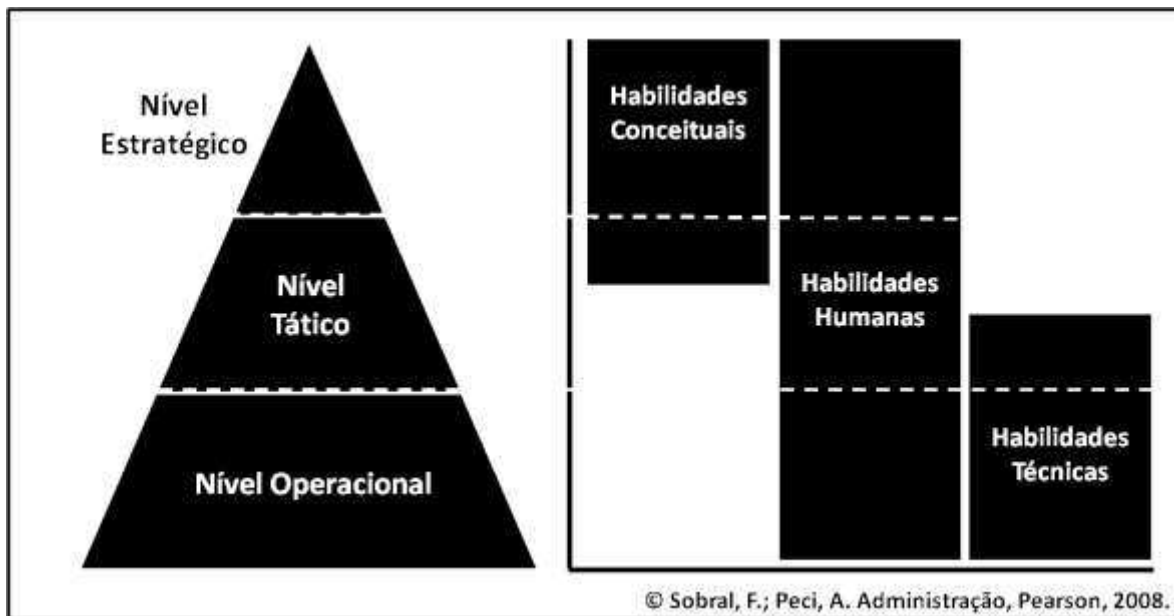 Nível
Estratégico
Nível
Tático
Nível Operacional
Habilidades
Conceituais
Habilidades
Humanas
Habilidades
Técnicas
© Sobral, F.; Peci, A. Administração, Pearson, 2008.